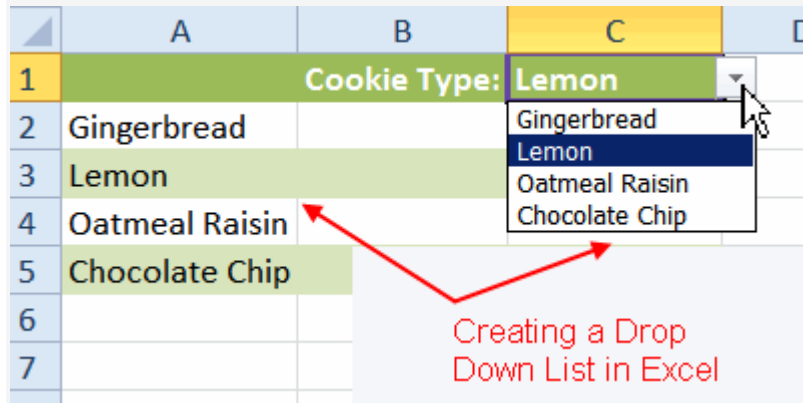 A B C D
1 Cookie Type: Lemon
2 Gingerbread
3 Lemon
4 Oatmeal Raisin
5 Chocolate Chip
6
7
Gingerbread
Lemon
Oatmeal Raisin
Chocolate Chip
Creating a Drop
Down List in Excel